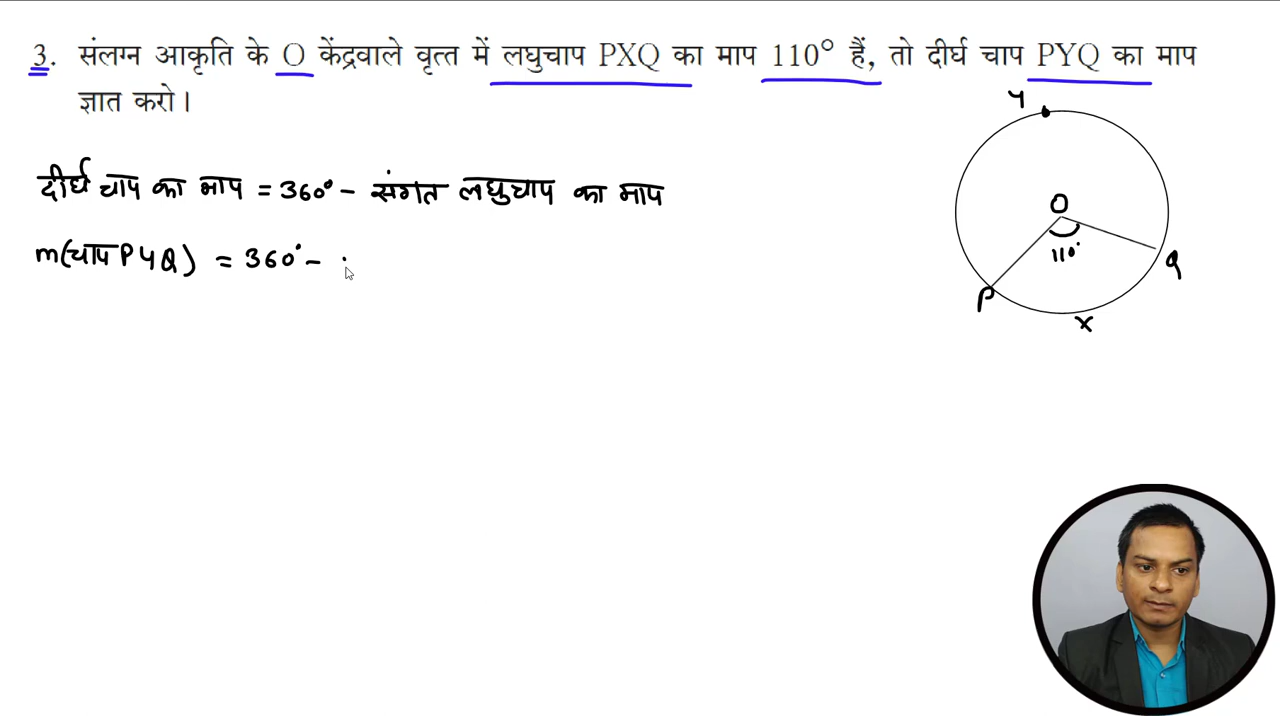 3. संलग्न आकृति के O केंद्रवाले वृत्त में लघुचाप PXQ का माप 110° हैं, तो दीर्घ चाप PYQ का माप
ज्ञात करो।
दीर्घ चाप का माप = 360° - संगत लघुचाप का माप
m(चाप PYQ) = 360° -
Y
O
110°
Q
P
X